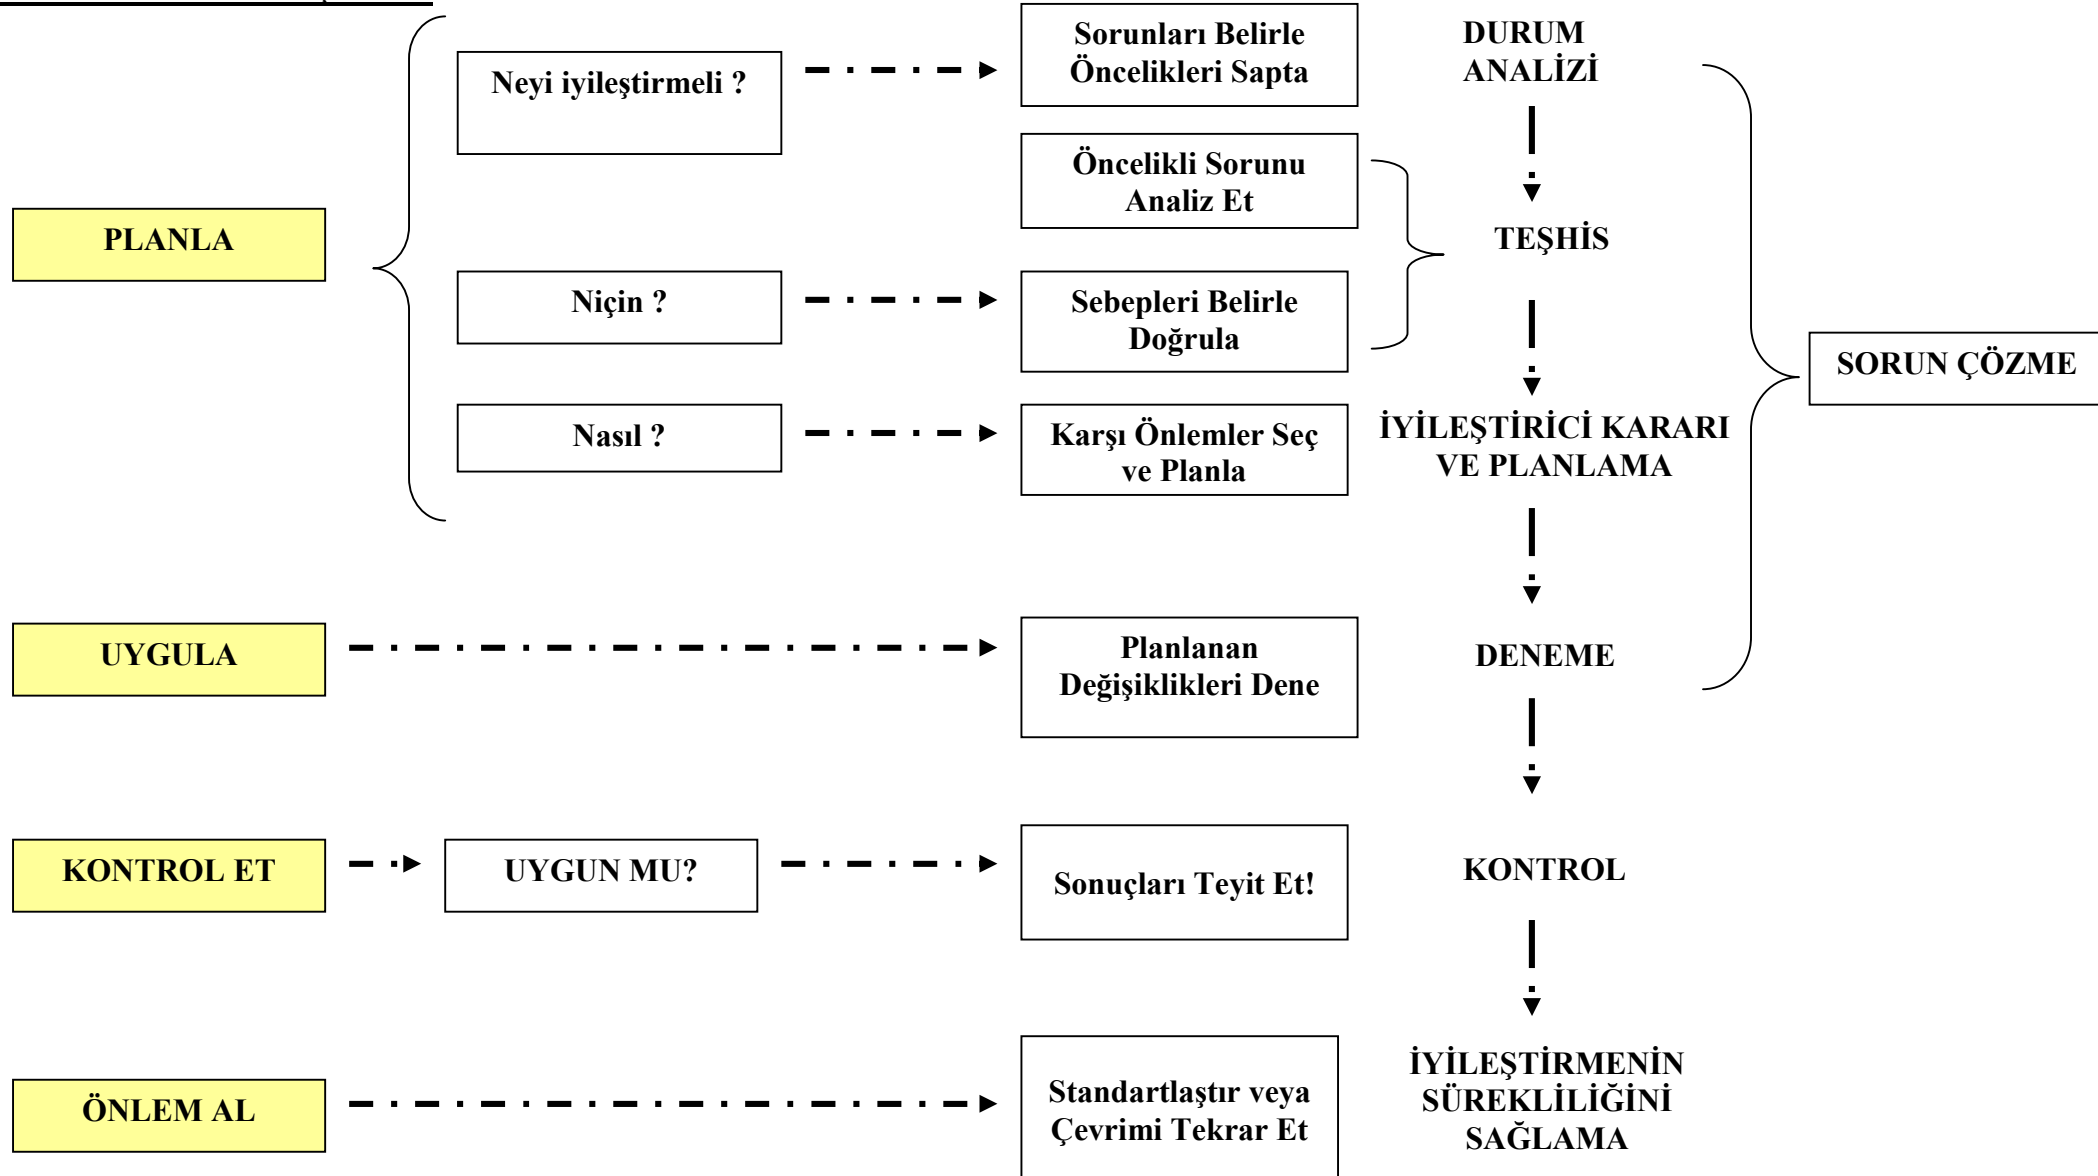 Sorunları Belirle
Öncelikleri Sapta
DURUM
ANALİZİ
Neyi iyileştirmeli ?
Öncelikli Sorunu
Analiz Et
PLANLA
TEŞHİS
Niçin ?
Sebepleri Belirle
Doğrula
SORUN ÇÖZME
Nasıl ?
Karşı Önlemler Seç
ve Planla
İYİLEŞTİRİCİ KARARI
VE PLANLAMA
UYGULA
Planlanan
Değişiklikleri Dene
DENEME
KONTROL ET
UYGUN MU?
Sonuçları Teyit Et!
KONTROL
ÖNLEM AL
Standartlaştır veya
Çevrimi Tekrar Et
İYİLEŞTİRMENİN
SÜREKLİLİĞİNİ
SAĞLAMA